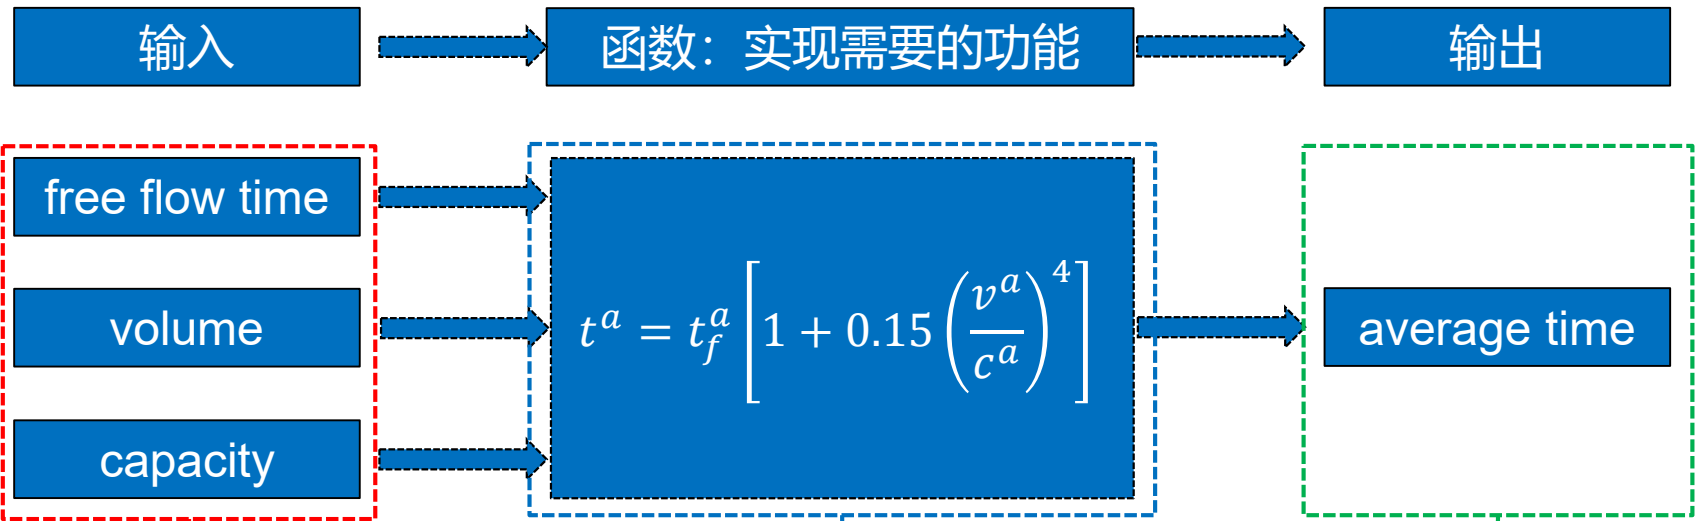 输入
函数：实现需要的功能
输出
free flow time
volume
capacity
t^a = t_f^a [1 + 0.15 (v^a / c^a)^4]
average time